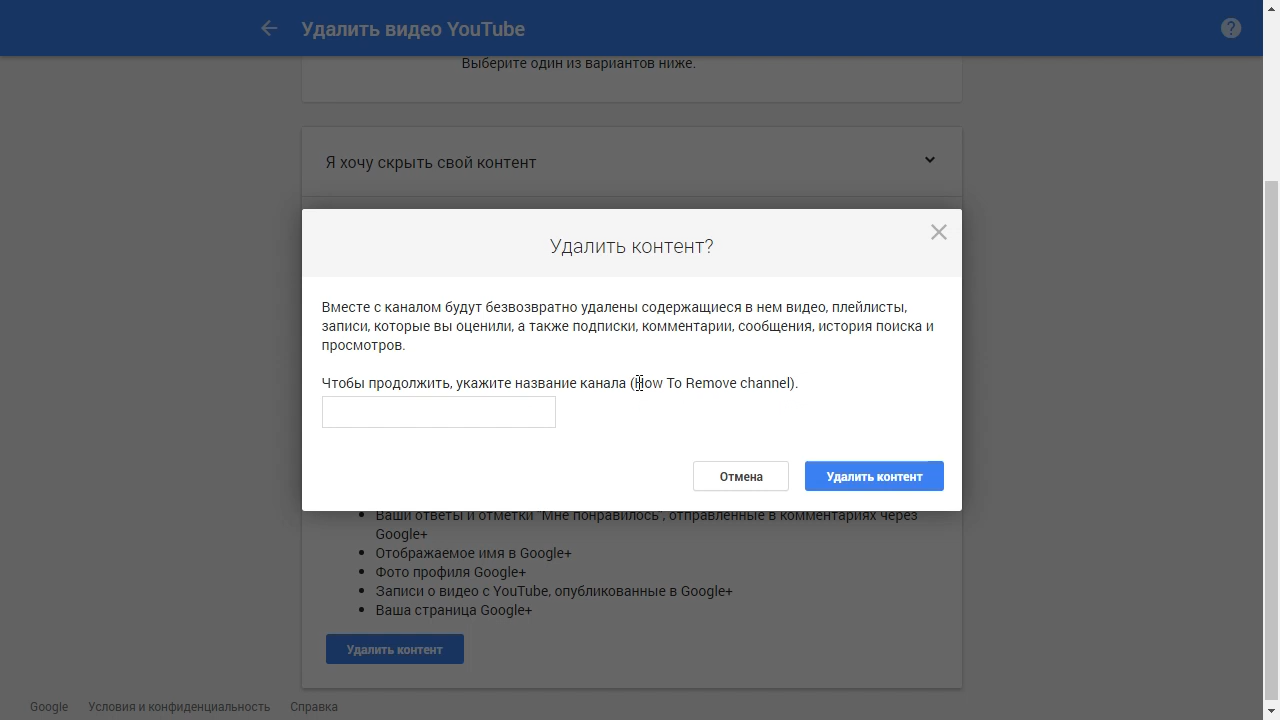 Удалить видео YouTube
?
Выберите один из вариантов ниже.
Я хочу скрыть свой контент
Удалить контент?
Вместе с каналом будут безвозвратно удалены содержащиеся в нем видео, плейлисты,
записи, которые вы оценили, а также подписки, комментарии, сообщения, история поиска и
просмотров.
Чтобы продолжить, укажите название канала (How To Remove channel).
Отмена
Удалить контент
• Ваши ответы и отметки "Мне понравилось", отправленные в комментариях через
Google+
• Отображаемое имя в Google+
• Фото профиля Google+
• Записи о видео с YouTube, опубликованные в Google+
• Ваша страница Google+
Удалить контент
Google Условия и конфиденциальность Справка